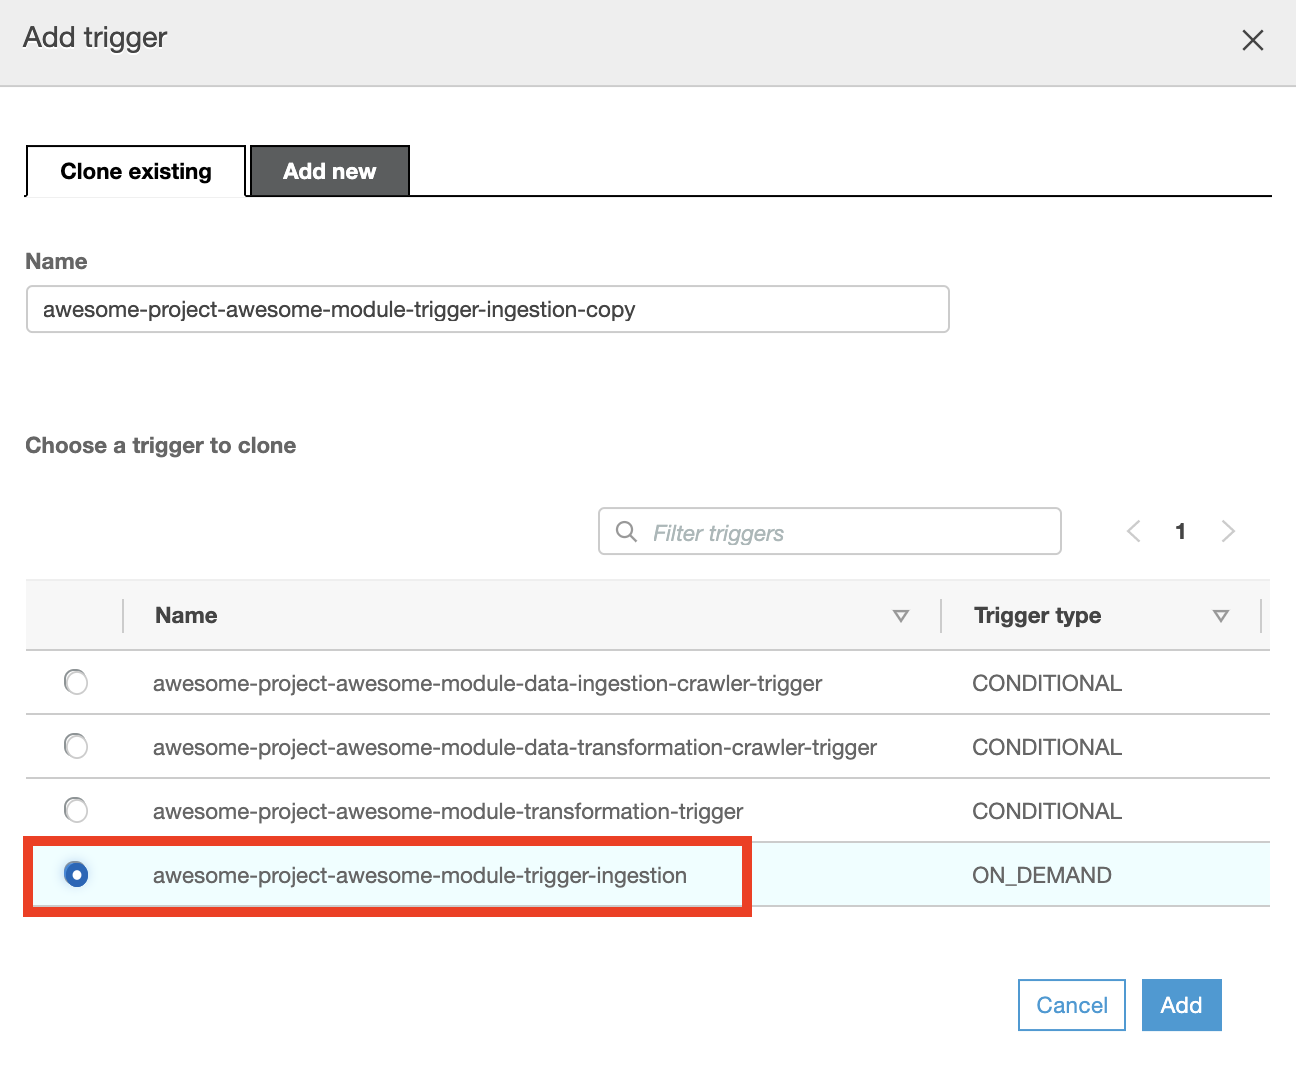 Add trigger
Clone existing
Add new
Name
awesome-project-awesome-module-trigger-ingestion-copy
Choose a trigger to clone
Filter triggers
1
Name
Trigger type
awesome-project-awesome-module-data-ingestion-crawler-trigger CONDITIONAL
awesome-project-awesome-module-data-transformation-crawler-trigger CONDITIONAL
awesome-project-awesome-module-transformation-trigger CONDITIONAL
awesome-project-awesome-module-trigger-ingestion ON_DEMAND
Cancel
Add